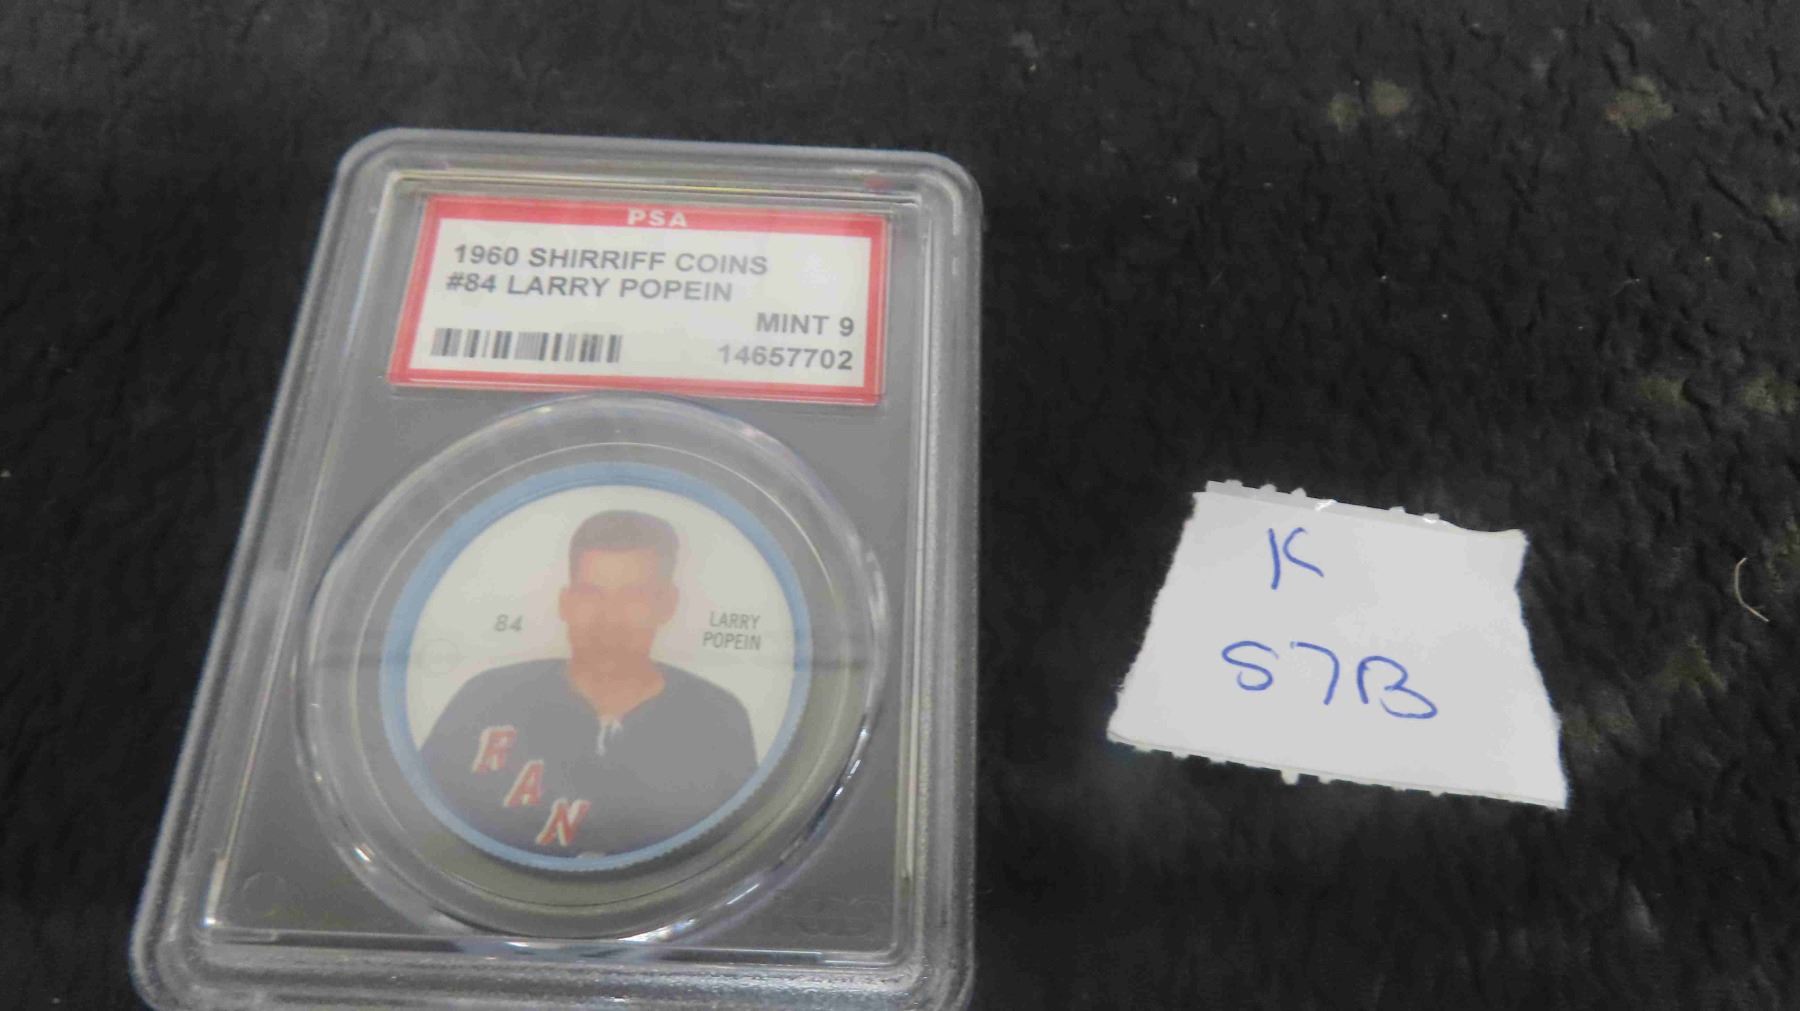 PSA
1960 SHIRRIFF COINS
#84 LARRY POPEIN
MINT 9
14657702
84
LARRY
POPEIN
RAN
K
57B